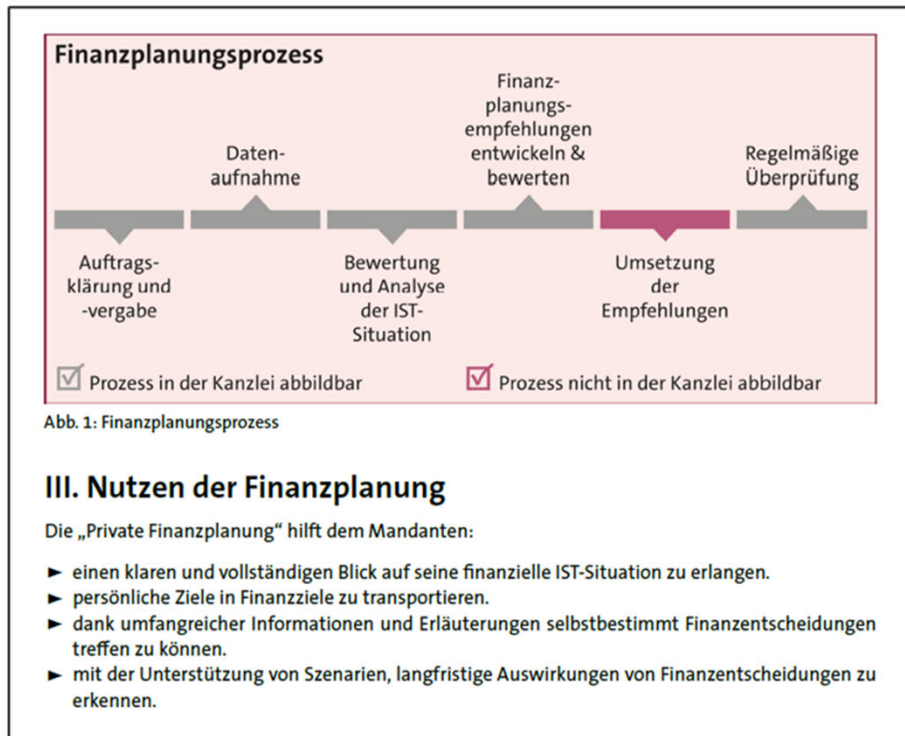 Finanzplanungsprozess
Auftrags-
klärung und
-vergabe
Daten-
aufnahme
Bewertung
und Analyse
der IST-
Situation
Finanz-
planungs-
empfehlungen
entwickeln &
bewerten
Umsetzung
der
Empfehlungen
Regelmäßige
Überprüfung
Prozess in der Kanzlei abbildbar
Prozess nicht in der Kanzlei abbildbar
Abb. 1: Finanzplanungsprozess
III. Nutzen der Finanzplanung
Die „Private Finanzplanung“ hilft dem Mandanten:
► einen klaren und vollständigen Blick auf seine finanzielle IST-Situation zu erlangen.
► persönliche Ziele in Finanzziele zu transportieren.
► dank umfangreicher Informationen und Erläuterungen selbstbestimmt Finanzentscheidungen
treffen zu können.
► mit der Unterstützung von Szenarien, langfristige Auswirkungen von Finanzentscheidungen zu
erkennen.